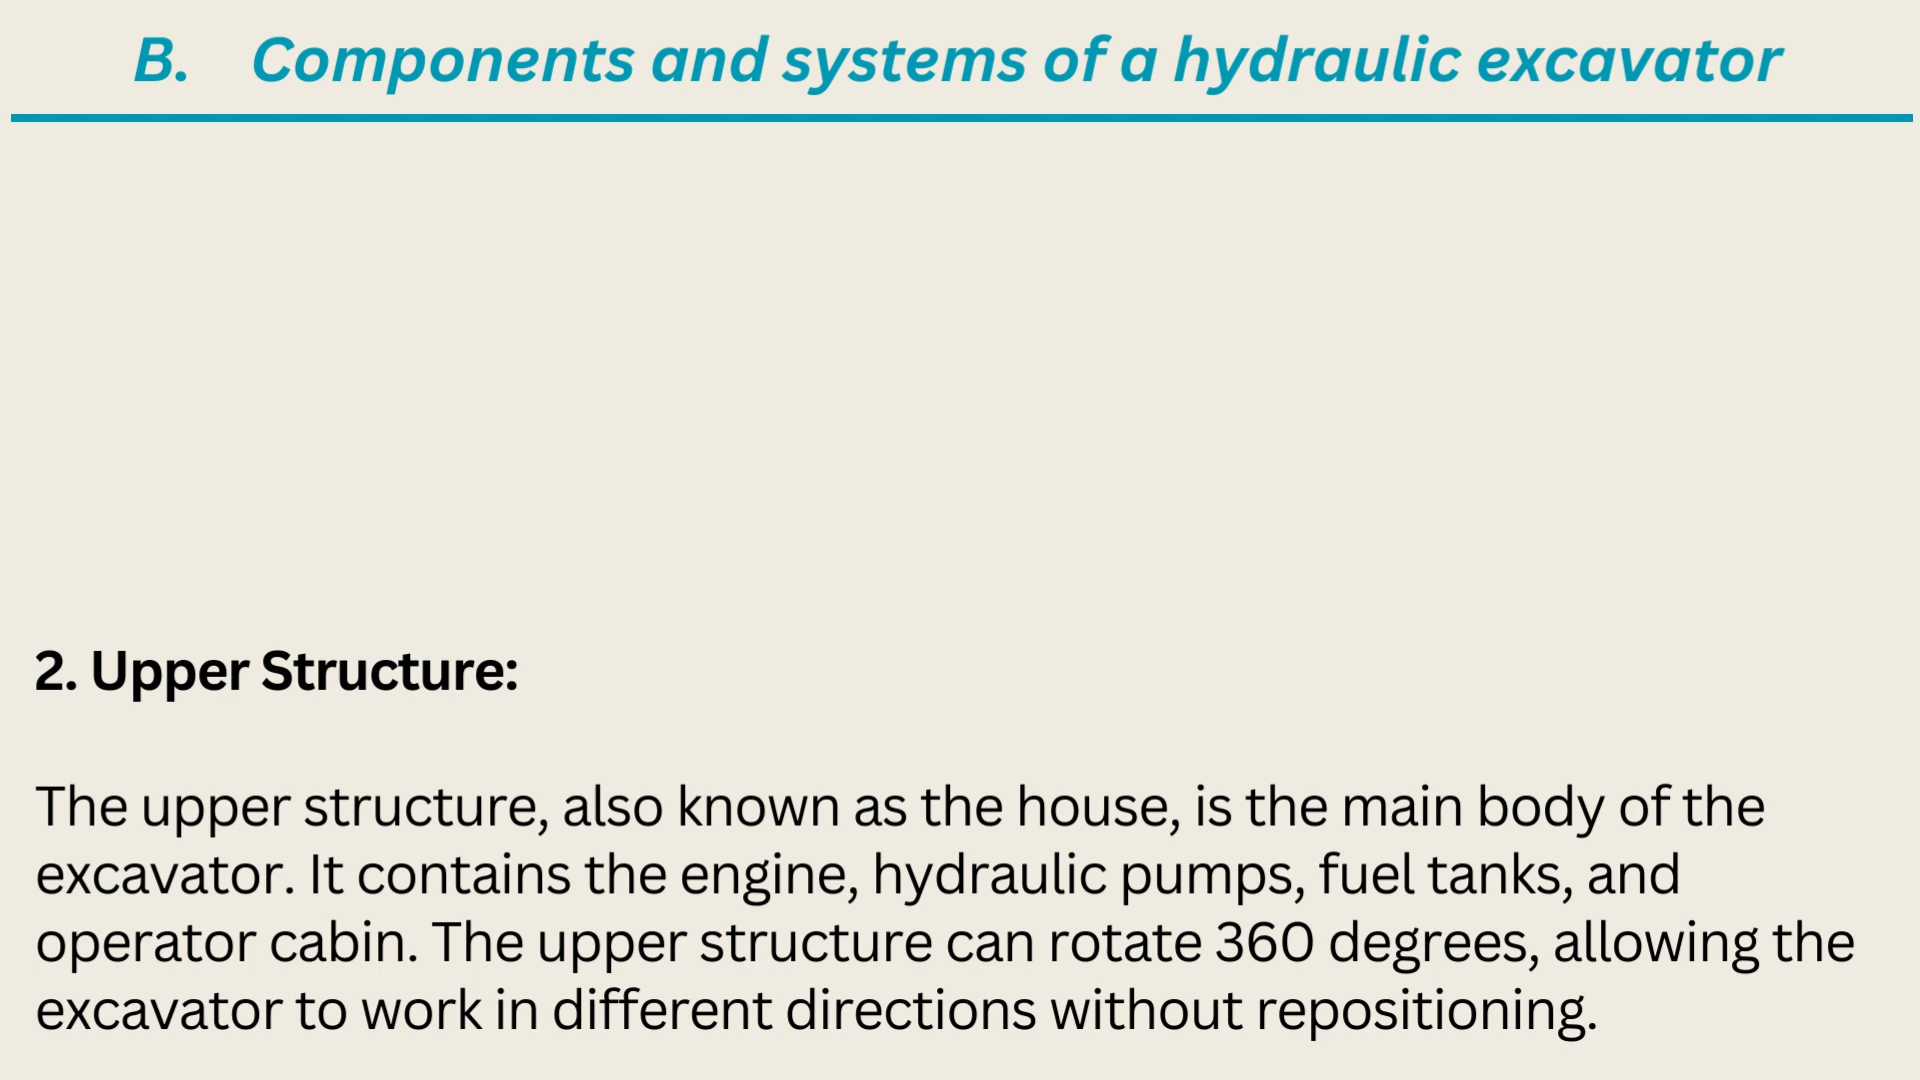 B. Components and systems of a hydraulic excavator
2. Upper Structure:
The upper structure, also known as the house, is the main body of the
excavator. It contains the engine, hydraulic pumps, fuel tanks, and
operator cabin. The upper structure can rotate 360 degrees, allowing the
excavator to work in different directions without repositioning.